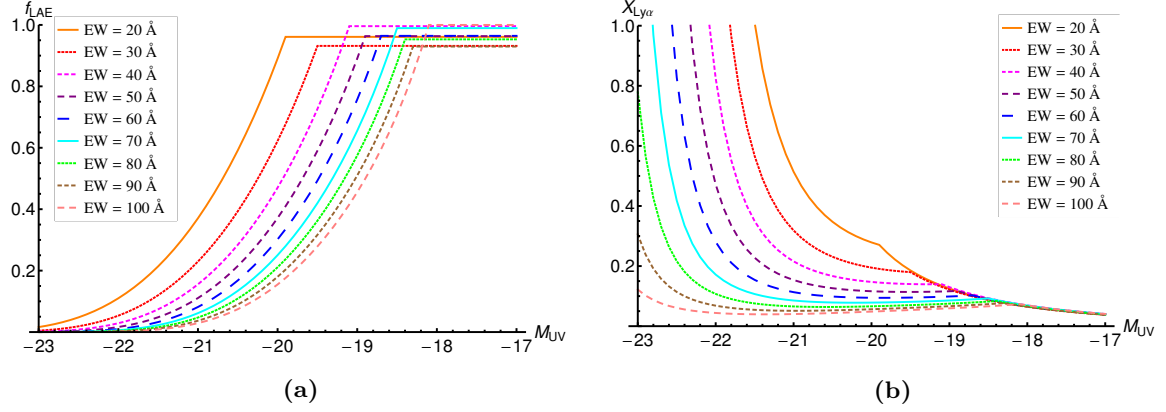 f_LAE
1.0
0.8
0.6
0.4
0.2
EW = 20 Å
EW = 30 Å
EW = 40 Å
EW = 50 Å
EW = 60 Å
EW = 70 Å
EW = 80 Å
EW = 90 Å
EW = 100 Å
−23 −22 −21 −20 −19 −18 −17 M_UV
(a)
X_Lyα
1.0
0.8
0.6
0.4
0.2
EW = 20 Å
EW = 30 Å
EW = 40 Å
EW = 50 Å
EW = 60 Å
EW = 70 Å
EW = 80 Å
EW = 90 Å
EW = 100 Å
−23 −22 −21 −20 −19 −18 −17 M_UV
(b)